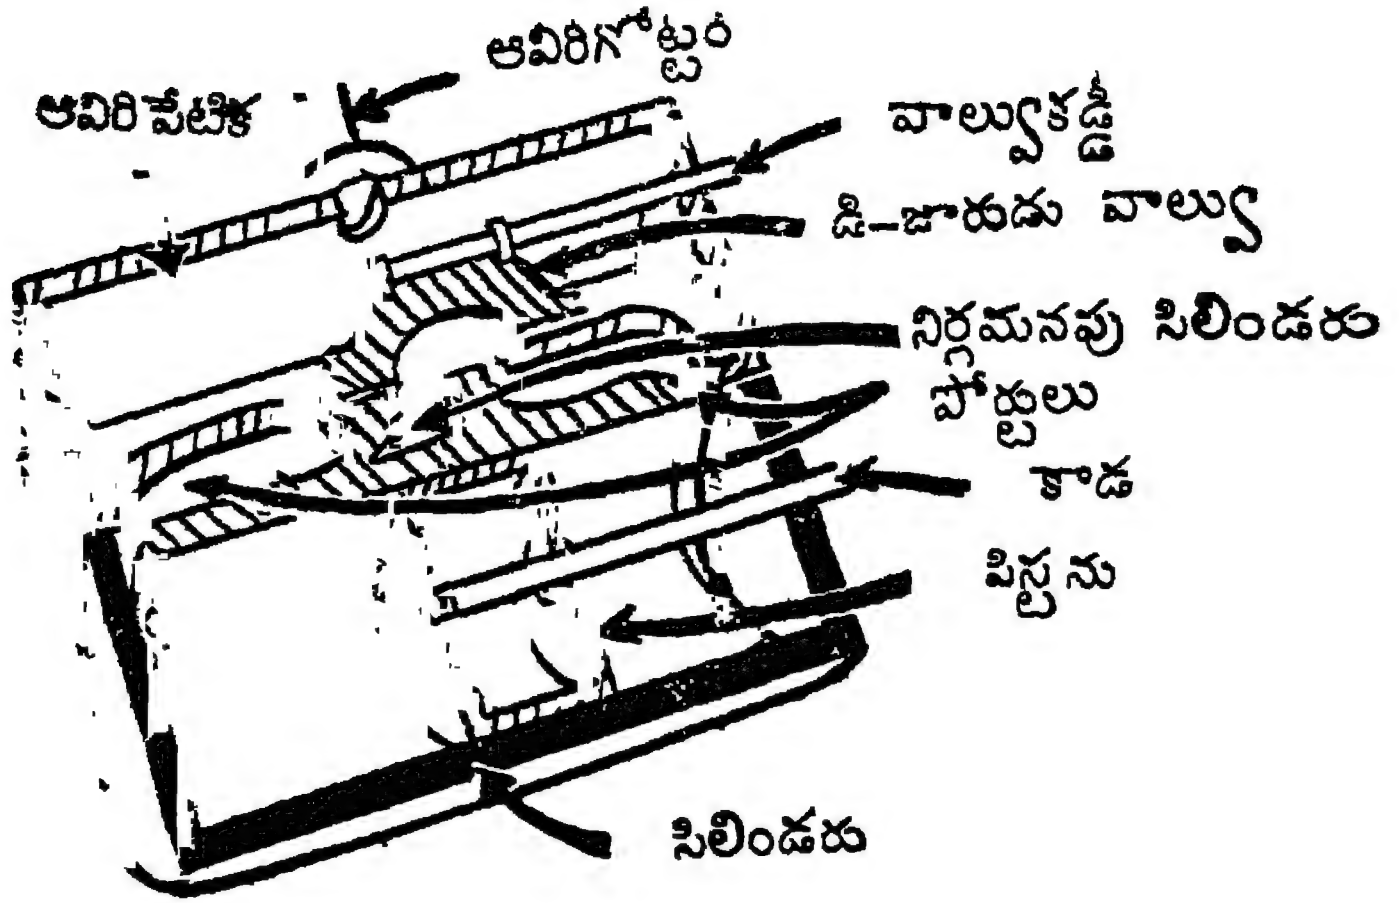 ఆవిరిగొట్టం
ఆవిరి పేటిక
వాల్వుకడ్డీ
డి-జారుడు వాల్వు
నిర్గమనపు సిలిండరు
పోర్టులు
కాడ
పిస్టను
సిలిండరు